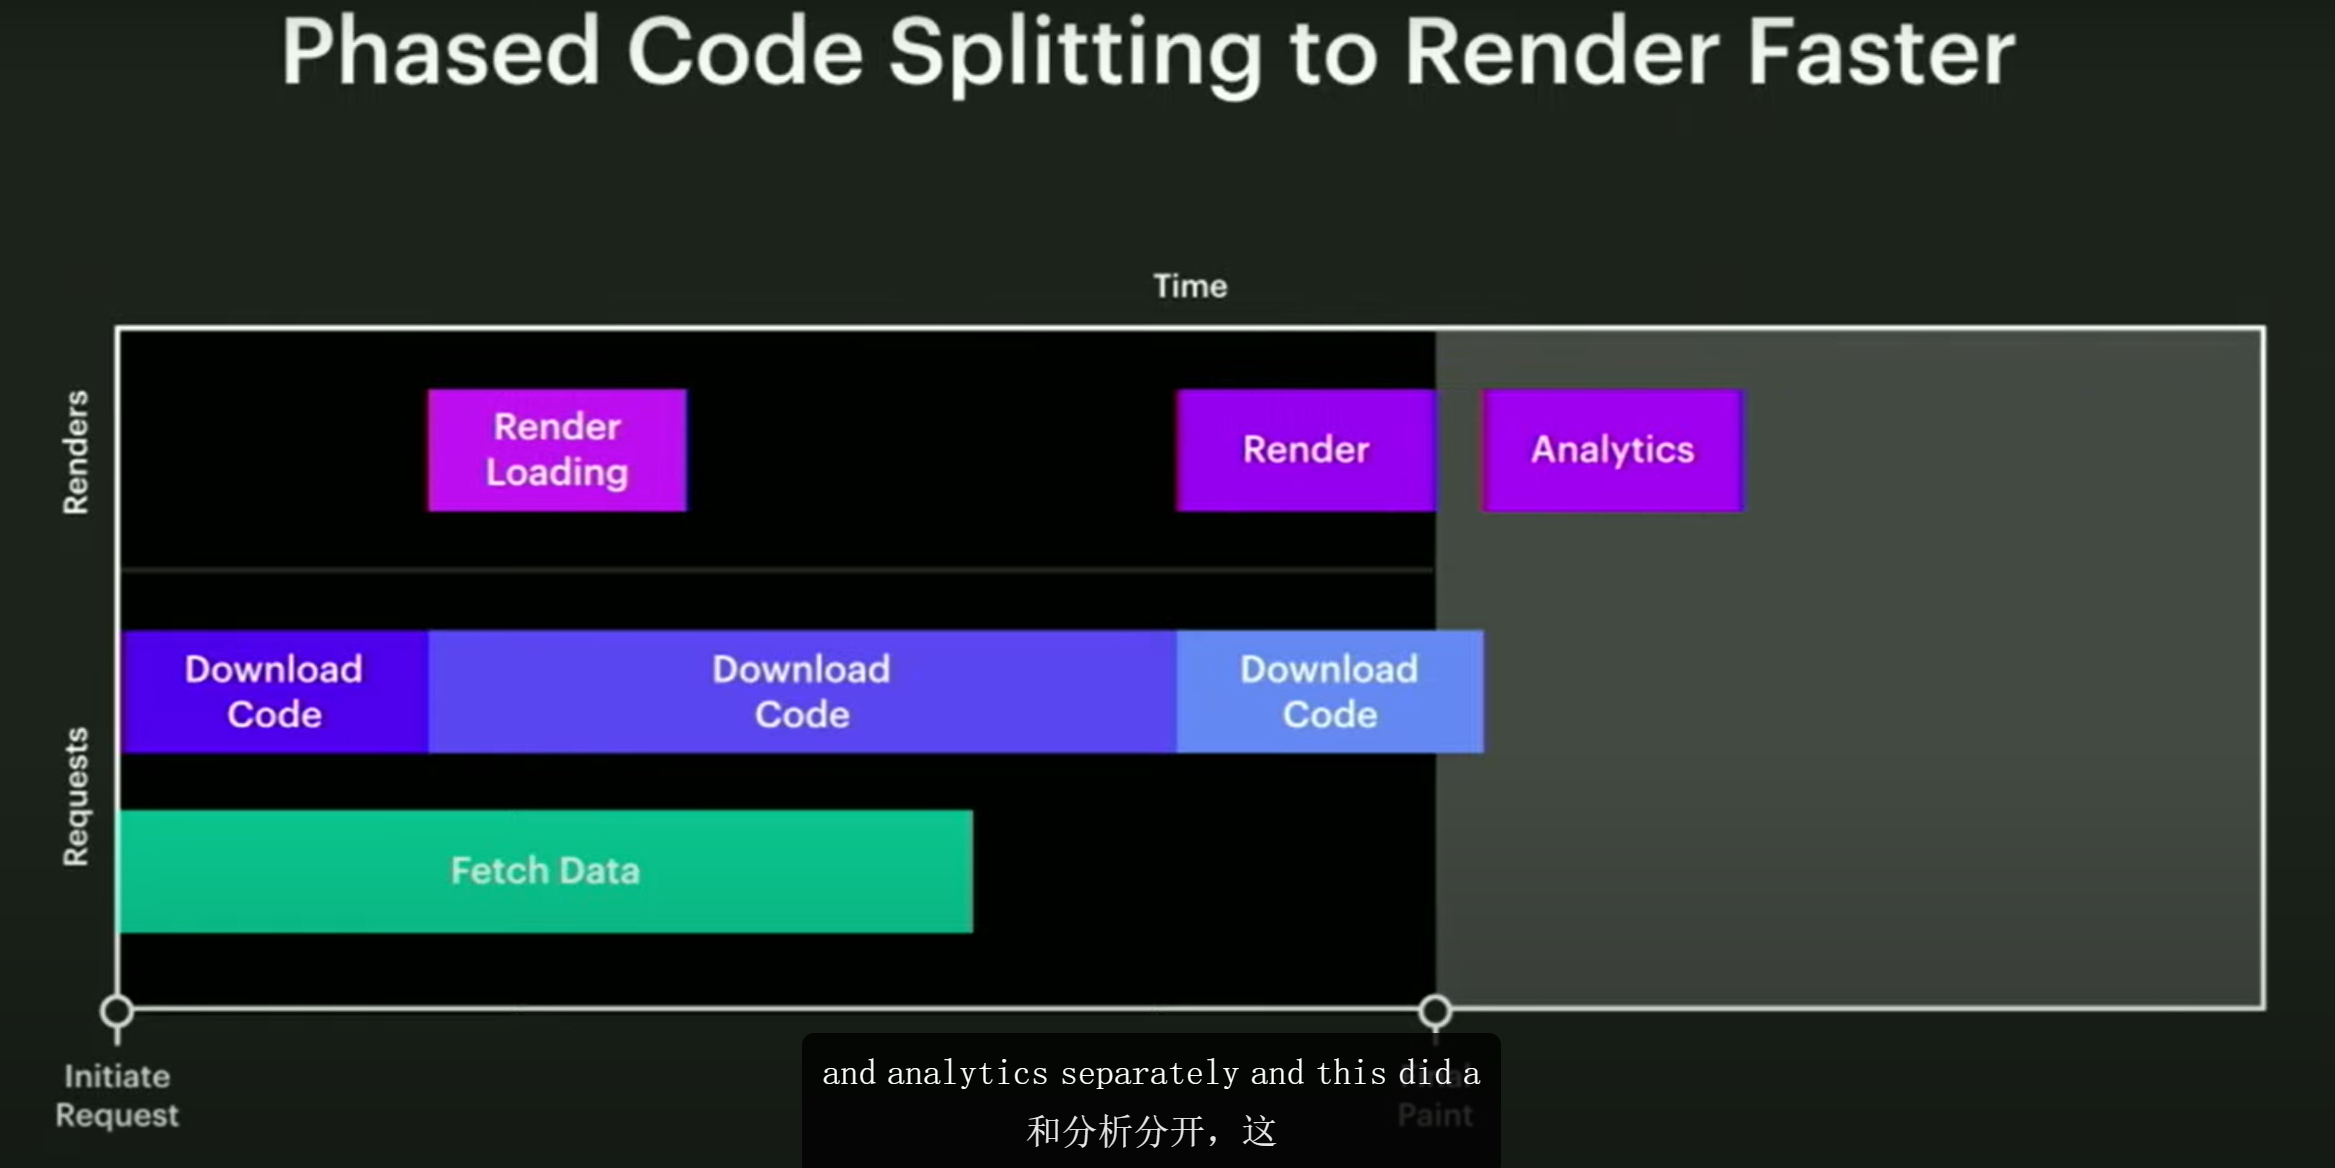 Phased Code Splitting to Render Faster
Time
Renders
Render
Loading
Render
Analytics
Requests
Download
Code
Download
Code
Download
Code
Fetch Data
Initiate
Request
Final
Paint
and analytics separately and this did a
和分析分开，这